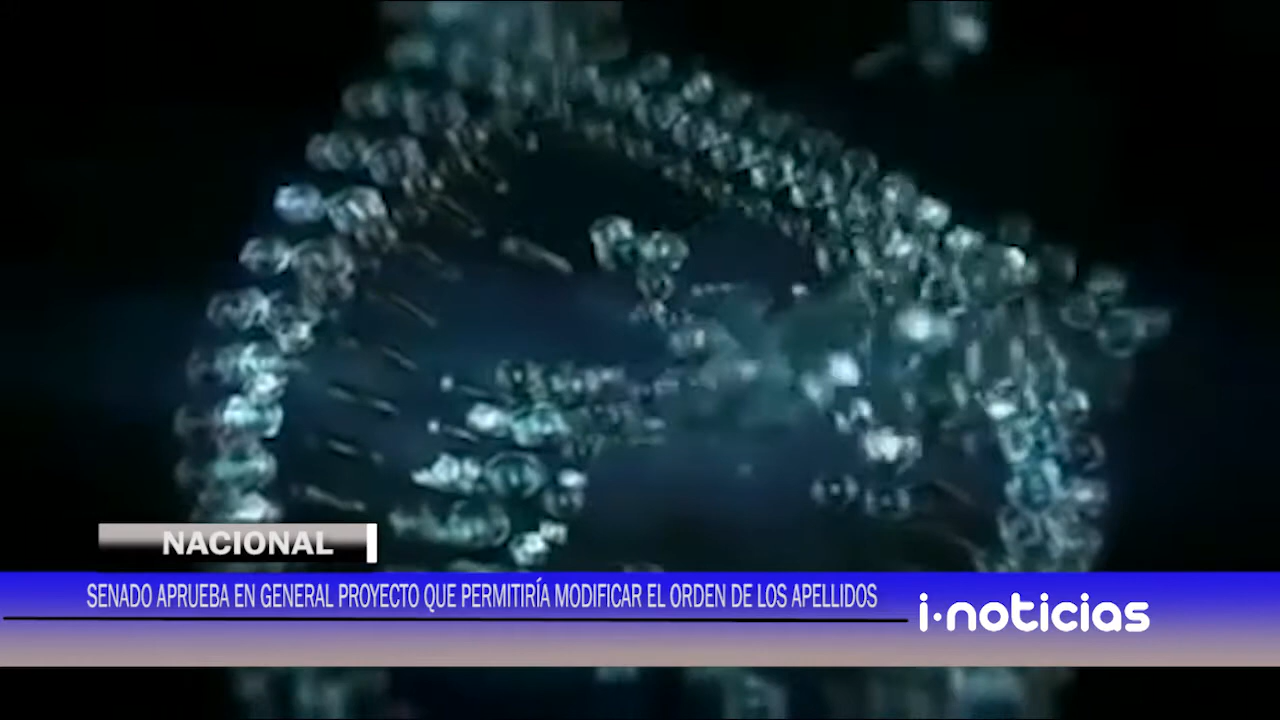 NACIONAL
SENADO APRUEBA EN GENERAL PROYECTO QUE PERMITIRÍA MODIFICAR EL ORDEN DE LOS APELLIDOS
i·noticias